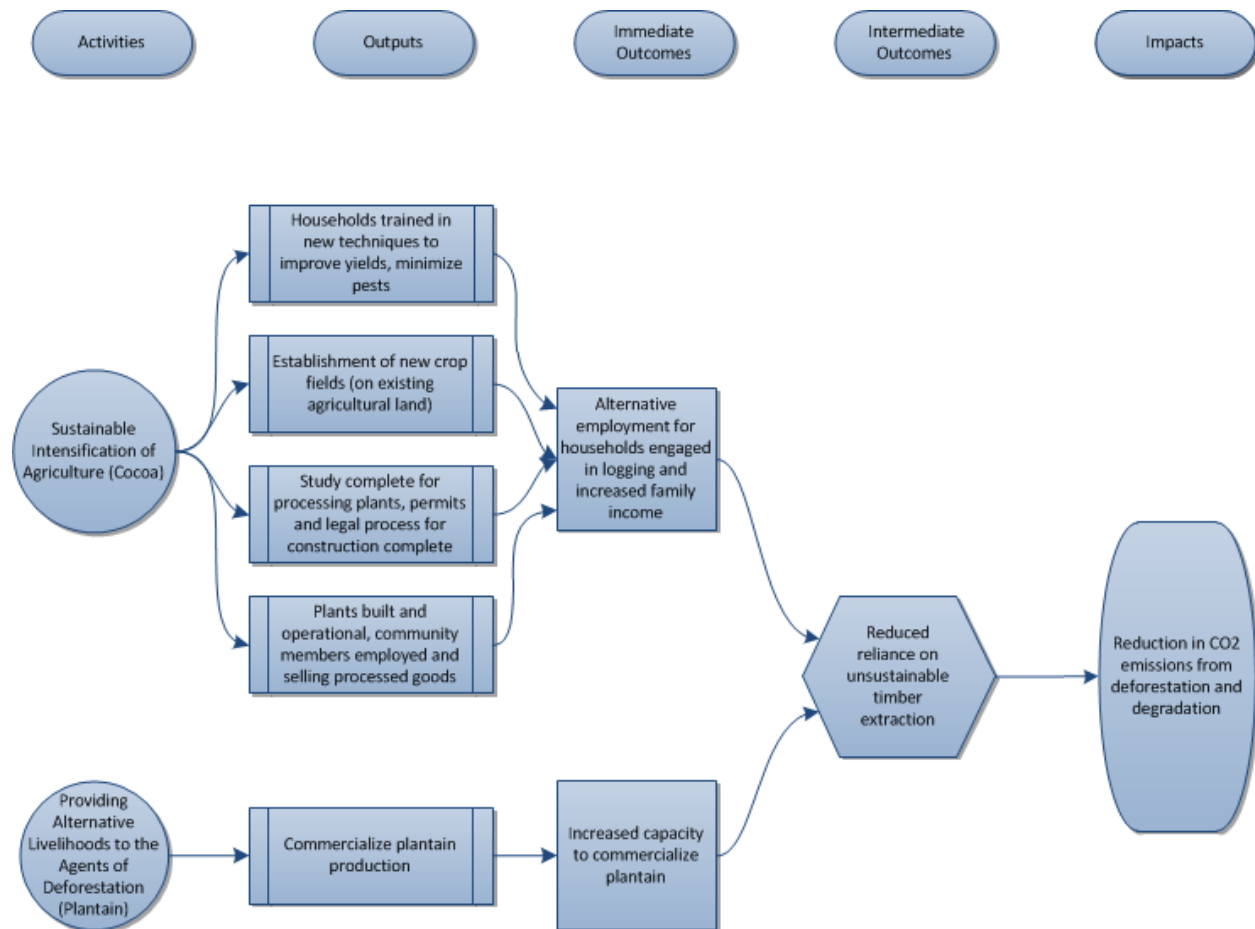 Activities
Outputs
Immediate
Outcomes
Intermediate
Outcomes
Impacts
Households trained in
new techniques to
improve yields, minimize
pests
Establishment of new crop
fields (on existing
agricultural land)
Sustainable
Intensification of
Agriculture (Cocoa)
Study complete for
processing plants, permits
and legal process for
construction complete
Plants built and
operational, community
members employed and
selling processed goods
Alternative
employment for
households engaged
in logging and
increased family
income
Reduced
reliance on
unsustainable
timber
extraction
Reduction in CO2
emissions from
deforestation and
degradation
Providing
Alternative
Livelihoods to the
Agents of
Deforestation
(Plantain)
Commercialize plantain
production
Increased capacity
to commercialize
plantain